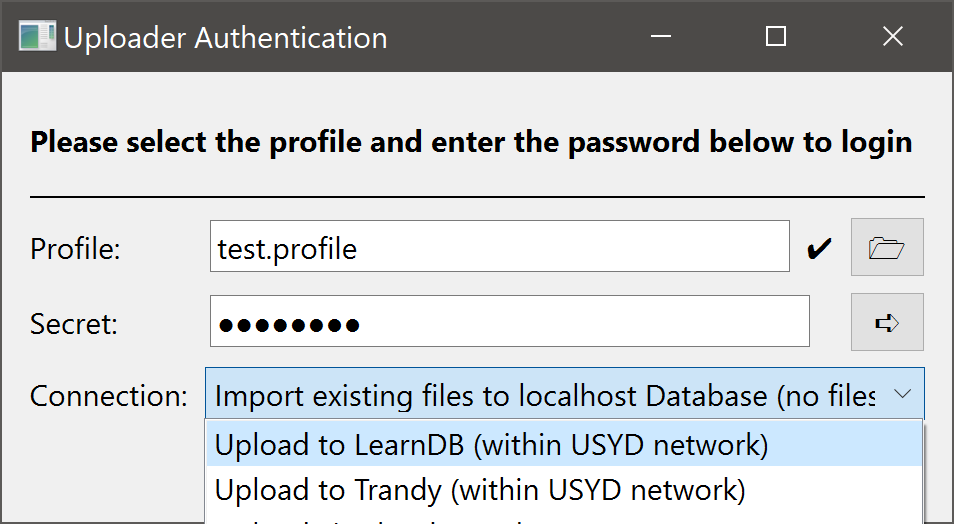 Uploader Authentication
Please select the profile and enter the password below to login
Profile: test.profile
Secret: ●●●●●●●●
Connection: Import existing files to localhost Database (no files
Upload to LearnDB (within USYD network)
Upload to Trandy (within USYD network)